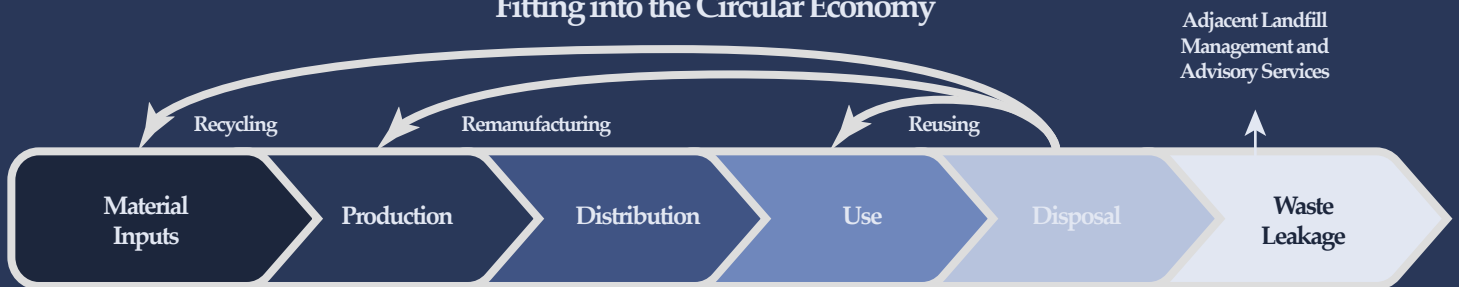 Fitting into the Circular Economy
Adjacent Landfill
Management and
Advisory Services
Recycling
Remanufacturing
Reusing
Material
Inputs
Production
Distribution
Use
Disposal
Waste
Leakage